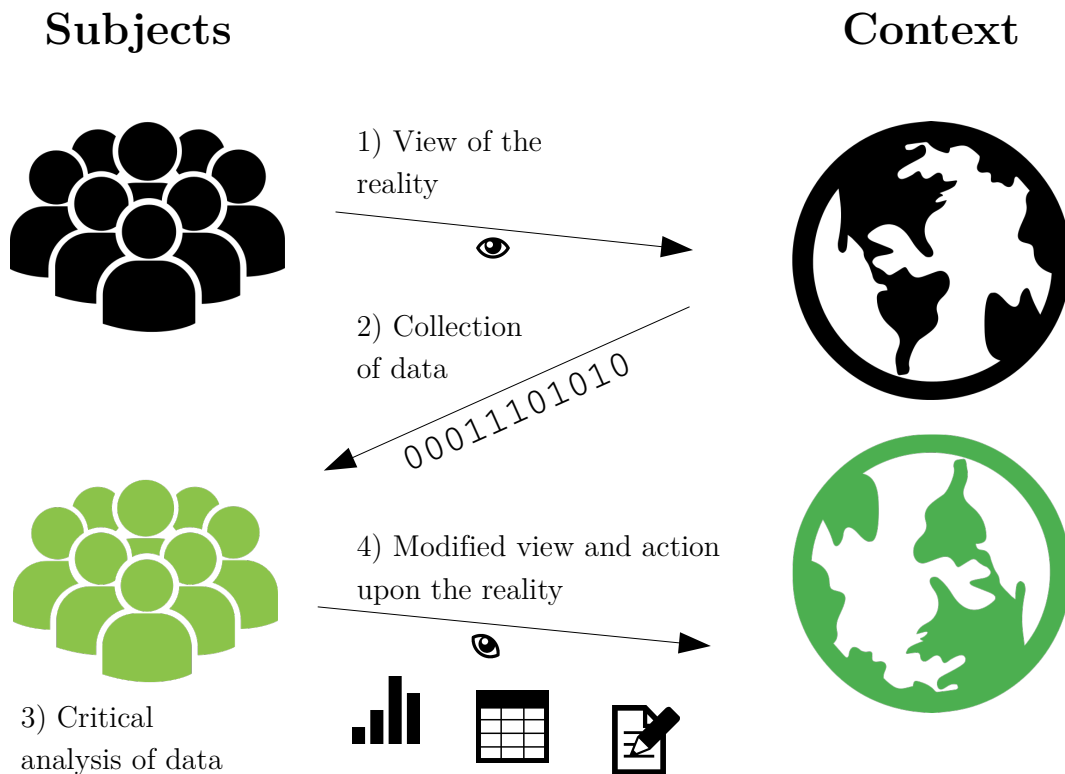 Subjects
Context
1) View of the
reality
2) Collection
of data
00011101010
4) Modified view and action
upon the reality
3) Critical
analysis of data